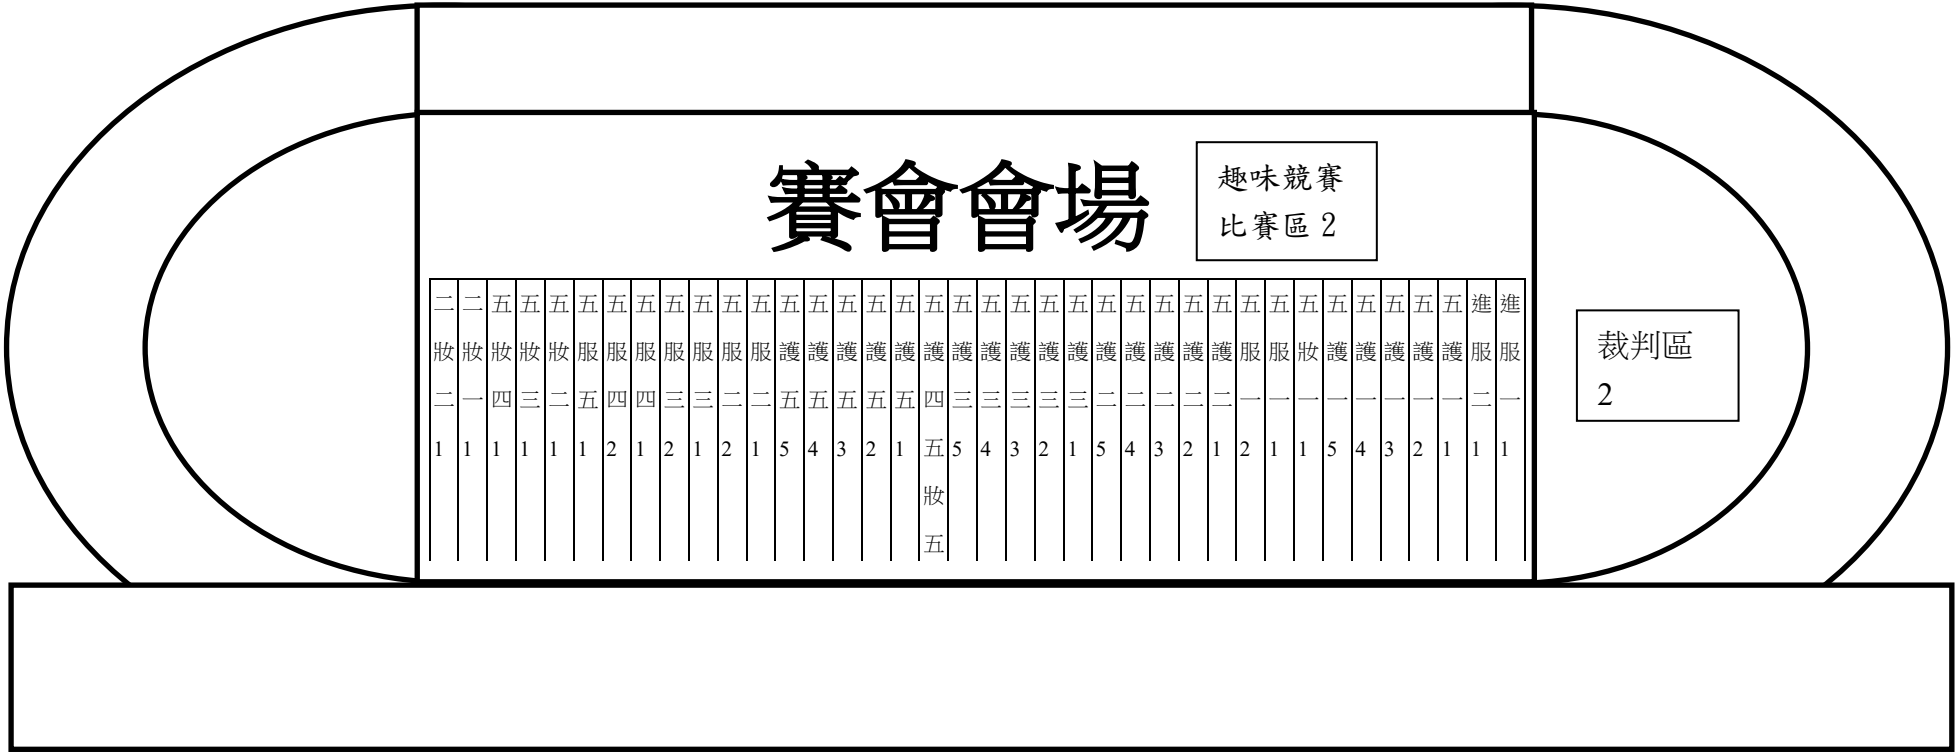 賽會會場
趣味競賽
比賽區 2
二妝二1
二妝一1
五妝四1
五妝三1
五妝二1
五服五1
五服四2
五服四1
五服三2
五服三1
五服二2
五服二1
五護五5
五護五4
五護五3
五護五2
五護五1
五護四五妝五
五護三5
五護三4
五護三3
五護三2
五護三1
五護二5
五護二4
五護二3
五護二2
五護二1
五服一2
五服一1
五妝一1
五護一5
五護一4
五護一3
五護一2
五護一1
進服二1
進服一1
裁判區
2